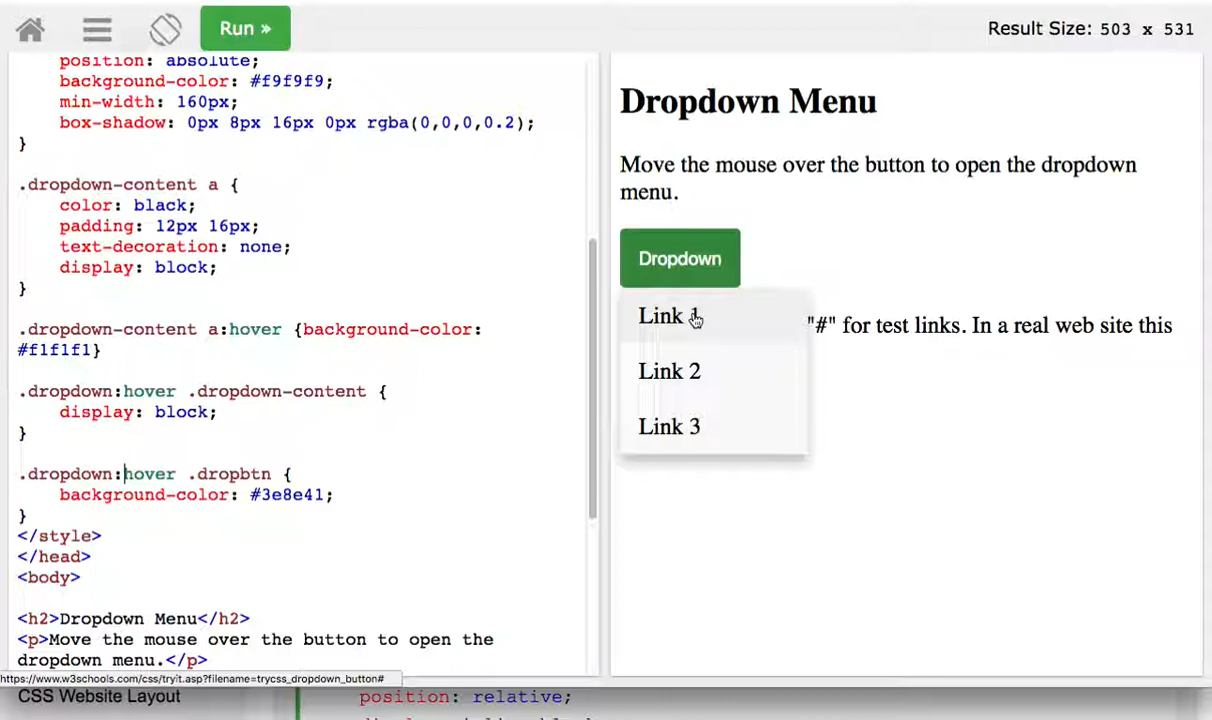 Run »
Result Size: 503 x 531
position: absolute;
background-color: #f9f9f9;
min-width: 160px;
box-shadow: 0px 8px 16px 0px rgba(0,0,0,0.2);
}
.dropdown-content a {
color: black;
padding: 12px 16px;
text-decoration: none;
display: block;
}
.dropdown-content a:hover {background-color:
#f1f1f1}
.dropdown:hover .dropdown-content {
display: block;
}
.dropdown:hover .dropbtn {
background-color: #3e8e41;
}
</style>
</head>
<body>
<h2>Dropdown Menu</h2>
<p>Move the mouse over the button to open the
dropdown menu.</p>
https://www.w3schools.com/css/tryit.asp?filename=trycss_dropdown_button#
Dropdown Menu
Move the mouse over the button to open the dropdown
menu.
Dropdown
Link 1
"#" for test links. In a real web site this
Link 2
Link 3
CSS Website Layout
position: relative;